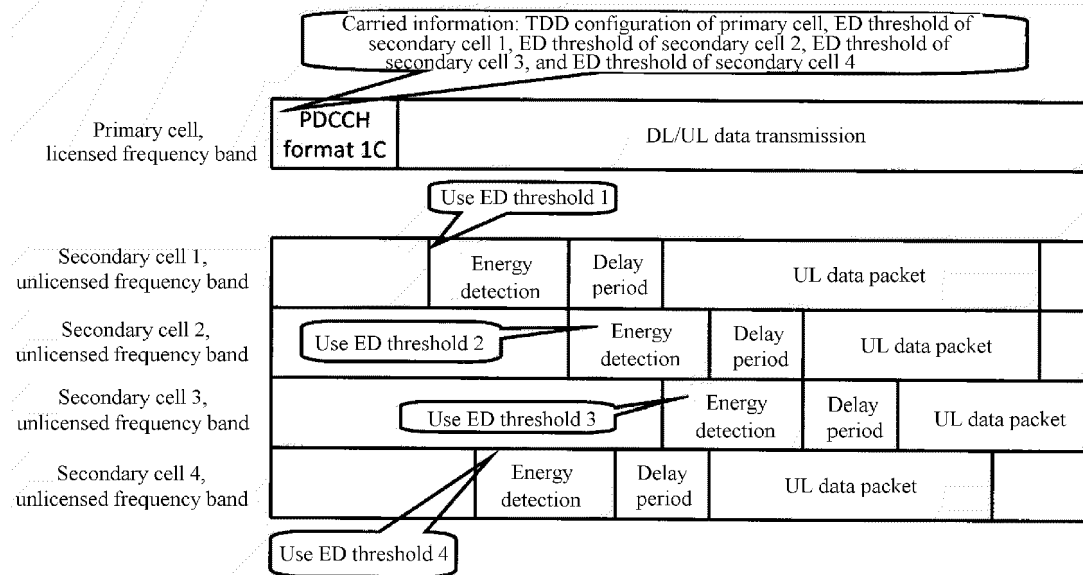 Carried information: TDD configuration of primary cell, ED threshold of
secondary cell 1, ED threshold of secondary cell 2, ED threshold of
secondary cell 3, and ED threshold of secondary cell 4
Primary cell,
licensed frequency band
PDCCH
format 1C
DL/UL data transmission
Use ED threshold 1
Secondary cell 1,
unlicensed frequency band
Energy
detection
Delay
period
UL data packet
Secondary cell 2,
unlicensed frequency band
Use ED threshold 2
Energy
detection
Delay
period
UL data packet
Secondary cell 3,
unlicensed frequency band
Use ED threshold 3
Energy
detection
Delay
period
UL data packet
Secondary cell 4,
unlicensed frequency band
Energy
detection
Delay
period
UL data packet
Use ED threshold 4